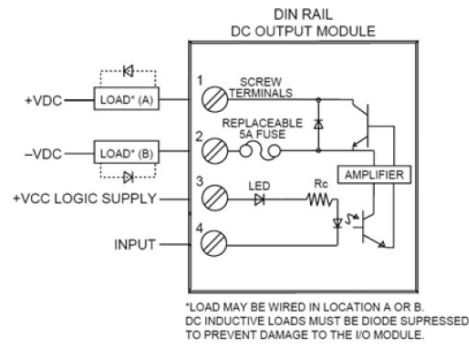 DIN RAIL
DC OUTPUT MODULE
1
SCREW
TERMINALS
+VDC
LOAD* (A)
REPLACEABLE
5A FUSE
2
–VDC
LOAD* (B)
AMPLIFIER
3
+VCC LOGIC SUPPLY
LED
Rc
4
INPUT
*LOAD MAY BE WIRED IN LOCATION A OR B.
DC INDUCTIVE LOADS MUST BE DIODE SUPRESSED
TO PREVENT DAMAGE TO THE I/O MODULE.